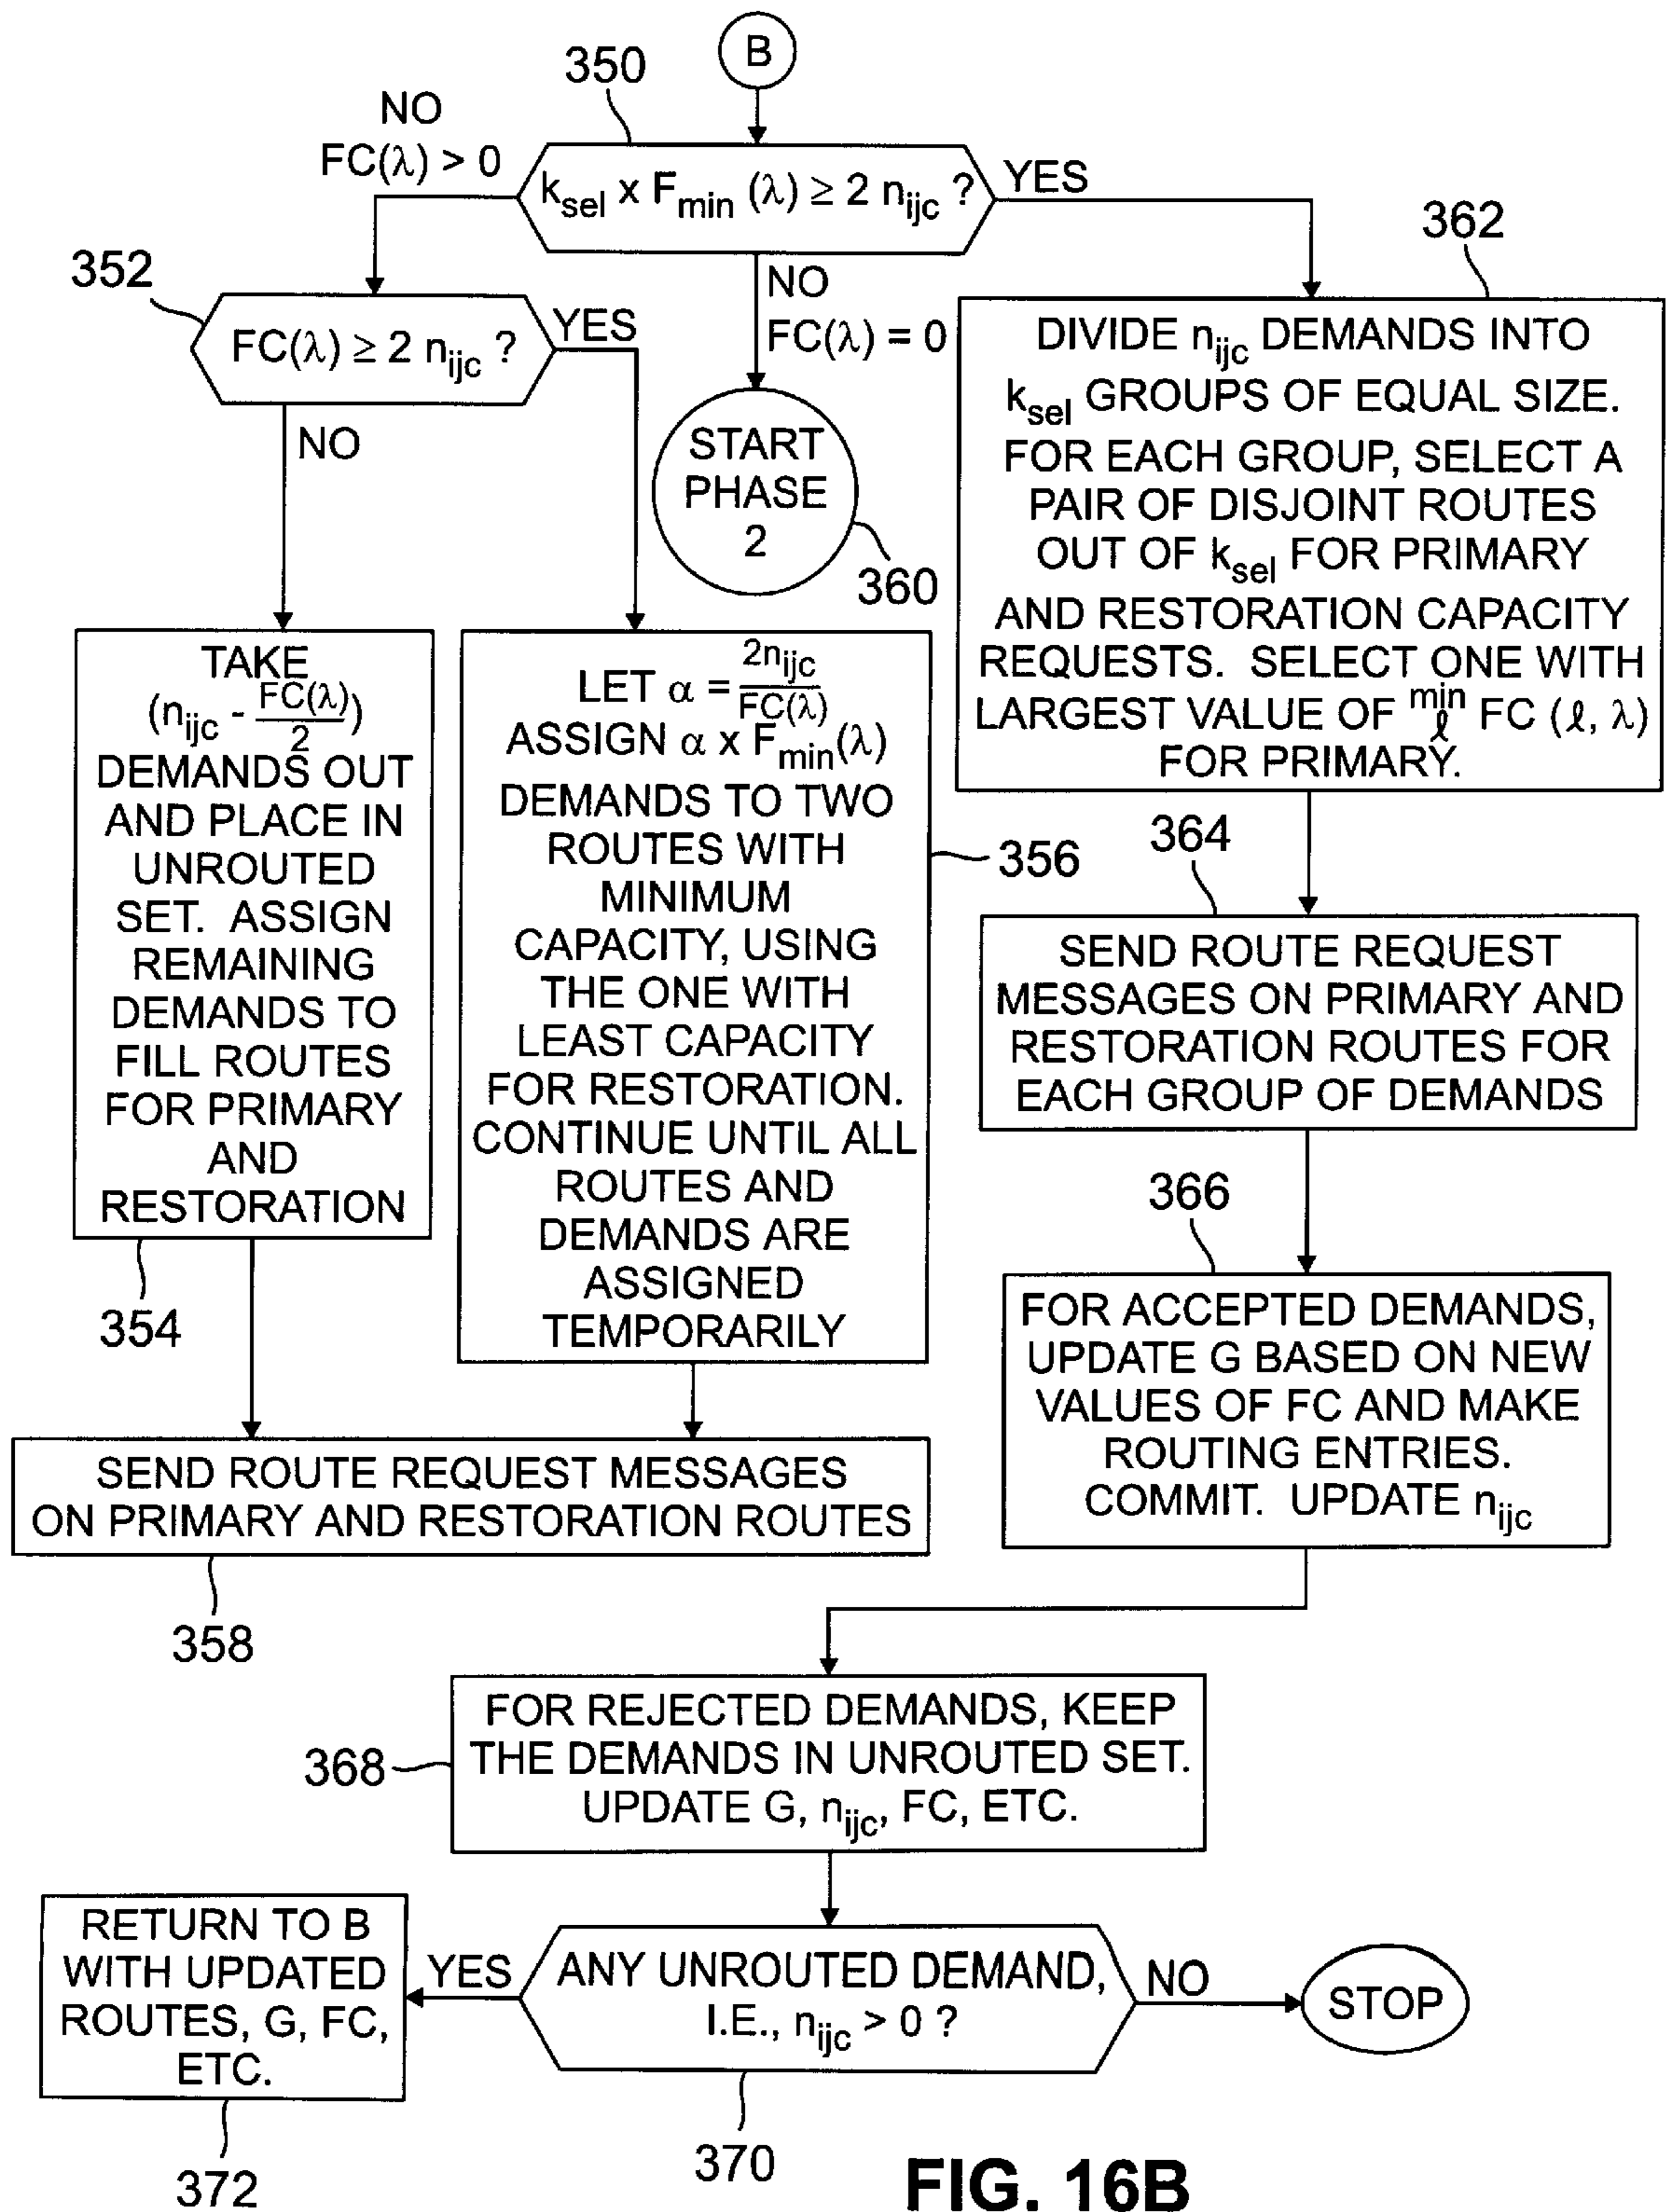 B
350
NO
FC(λ) > 0
k_sel x F_min (λ) ≥ 2 n_ijc ?
YES
362
352
FC(λ) ≥ 2 n_ijc ?
YES
NO
NO
FC(λ) = 0
START
PHASE
2
360
DIVIDE n_ijc DEMANDS INTO
k_sel GROUPS OF EQUAL SIZE.
FOR EACH GROUP, SELECT A
PAIR OF DISJOINT ROUTES
OUT OF k_sel FOR PRIMARY
AND RESTORATION CAPACITY
REQUESTS. SELECT ONE WITH
LARGEST VALUE OF min ℓ FC (ℓ, λ)
FOR PRIMARY.
TAKE
(n_ijc - FC(λ)/2)
DEMANDS OUT
AND PLACE IN
UNROUTED
SET. ASSIGN
REMAINING
DEMANDS TO
FILL ROUTES
FOR PRIMARY
AND
RESTORATION
354
LET α = 2n_ijc/FC(λ)
ASSIGN α x F_min(λ)
DEMANDS TO TWO
ROUTES WITH
MINIMUM
CAPACITY, USING
THE ONE WITH
LEAST CAPACITY
FOR RESTORATION.
CONTINUE UNTIL ALL
ROUTES AND
DEMANDS ARE
ASSIGNED
TEMPORARILY
356
364
SEND ROUTE REQUEST
MESSAGES ON PRIMARY AND
RESTORATION ROUTES FOR
EACH GROUP OF DEMANDS
366
FOR ACCEPTED DEMANDS,
UPDATE G BASED ON NEW
VALUES OF FC AND MAKE
ROUTING ENTRIES.
COMMIT. UPDATE n_ijc
SEND ROUTE REQUEST MESSAGES
ON PRIMARY AND RESTORATION ROUTES
358
368
FOR REJECTED DEMANDS, KEEP
THE DEMANDS IN UNROUTED SET.
UPDATE G, n_ijc, FC, ETC.
RETURN TO B
WITH UPDATED
ROUTES, G, FC,
ETC.
372
YES
ANY UNROUTED DEMAND,
I.E., n_ijc > 0 ?
NO
STOP
370
FIG. 16B